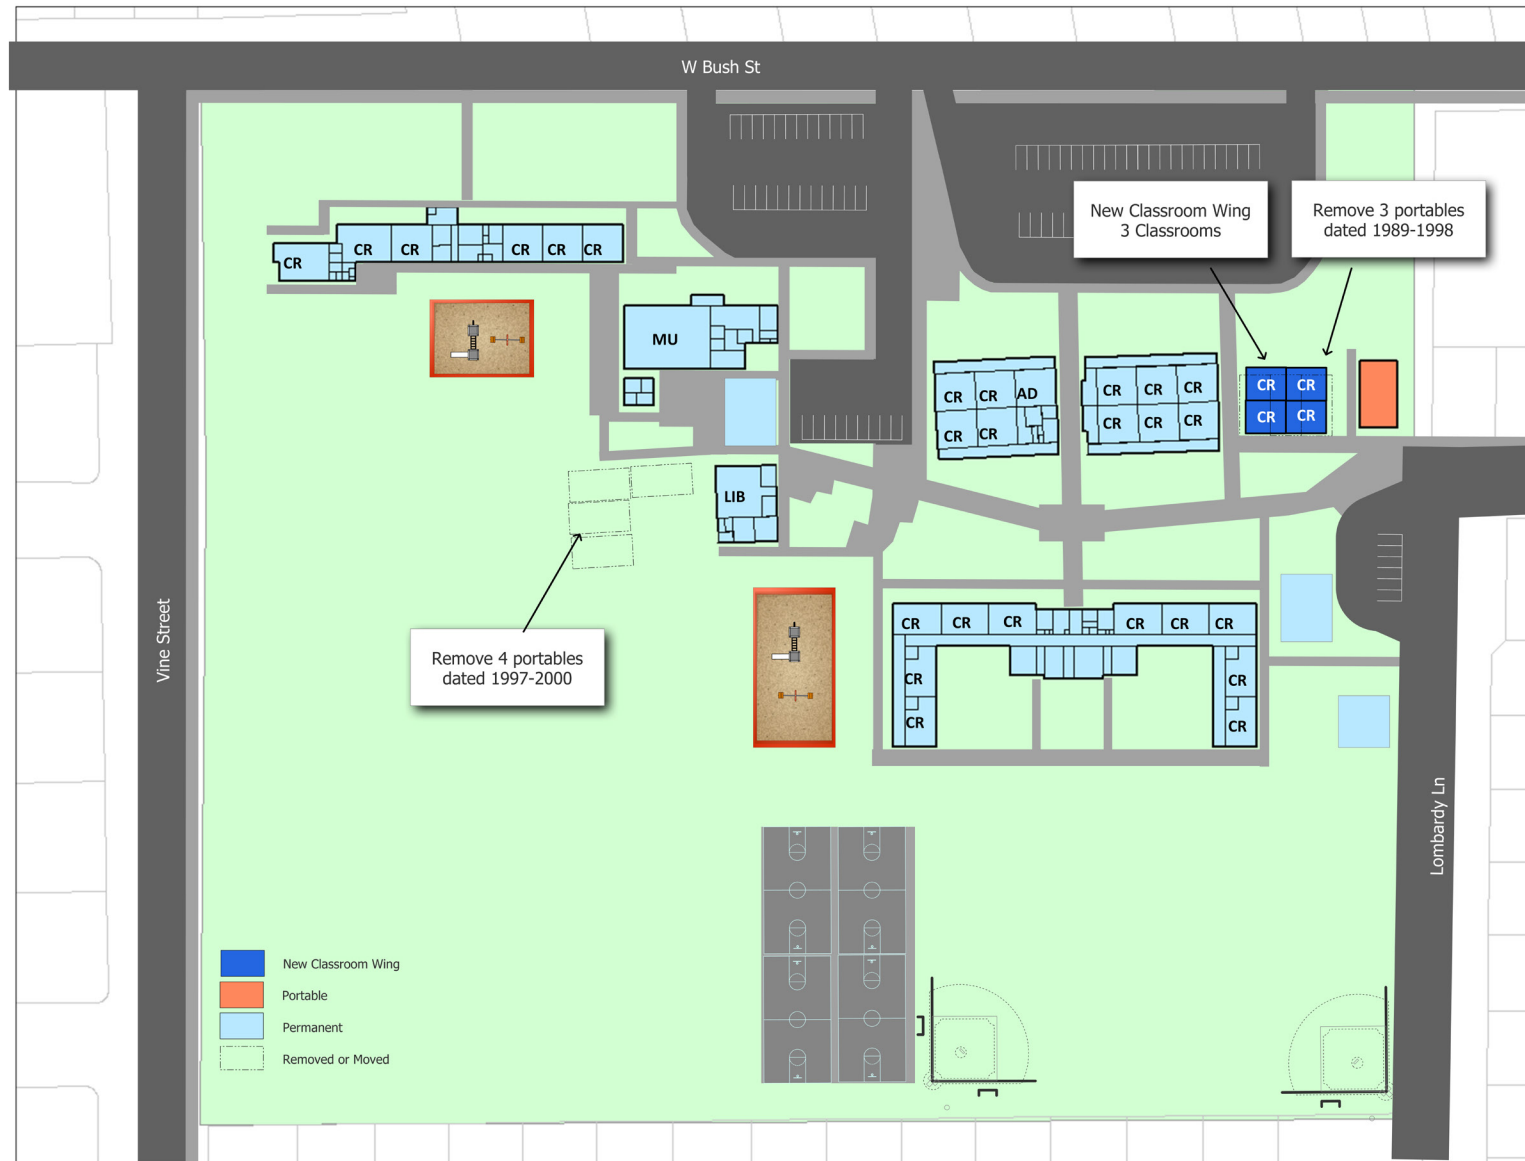 W Bush St
New Classroom Wing
3 Classrooms
Remove 3 portables
dated 1989-1998
CR
CR
CR
CR
CR
CR
MU
CR
CR
AD
CR
CR
CR
CR
CR
CR
CR
CR
CR
CR
CR
CR
LIB
Remove 4 portables
dated 1997-2000
Vine Street
CR
CR
CR
CR
CR
CR
CR
CR
CR
CR
Lombardy Ln
New Classroom Wing
Portable
Permanent
Removed or Moved